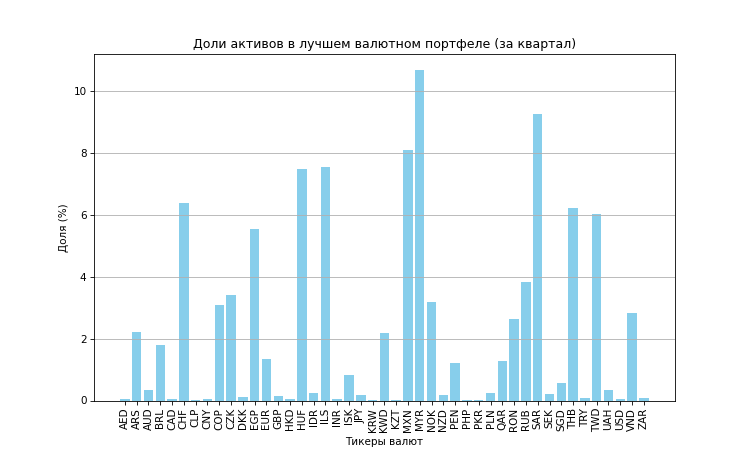 Доли активов в лучшем валютном портфеле (за квартал)
Доля (%)
10
8
6
4
2
0
AED ARS AUD BRL CAD CHF CLP CNY COP CZK DKK EGP EUR GBP HKD HUF IDR ILS INR ISK JPY KRW KWD KZT MXN MYR NOK NZD PEN PHP PKR PLN QAR RON RUB SAR SEK SGD THB TRY TWD UAH USD VND ZAR
Тикеры валют